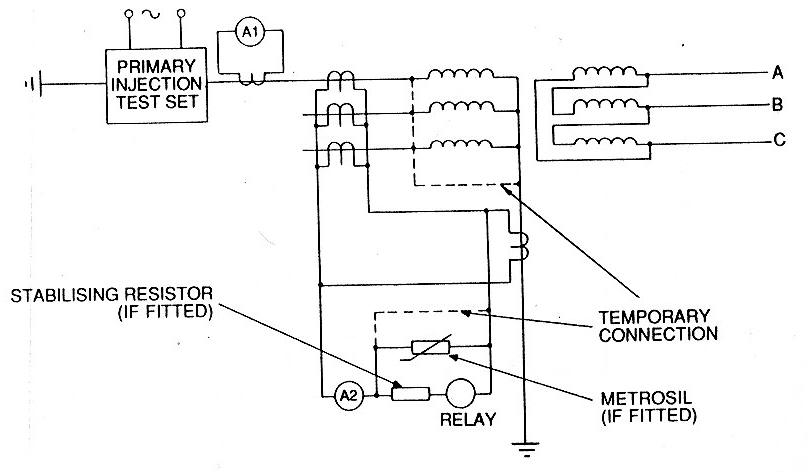 A1
PRIMARY
INJECTION
TEST SET
A
B
C
STABILISING RESISTOR
(IF FITTED)
TEMPORARY
CONNECTION
METROSIL
(IF FITTED)
A2
RELAY